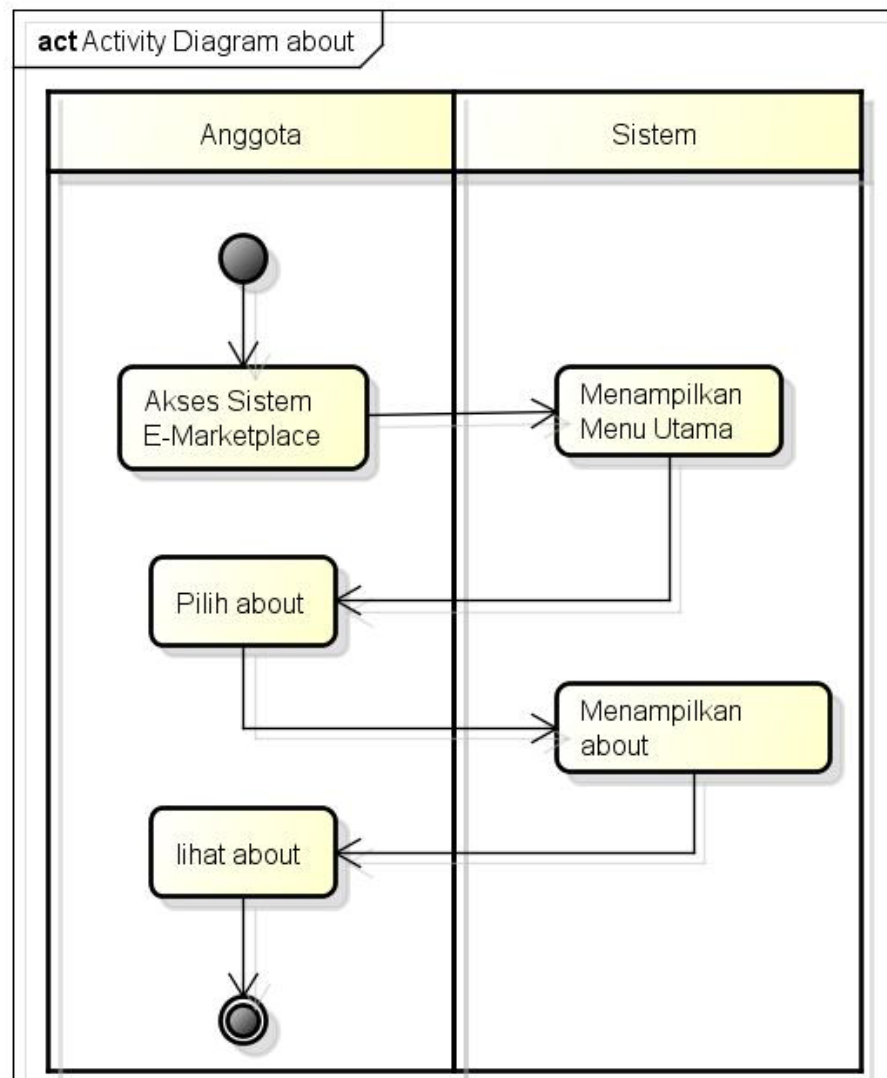 act Activity Diagram about
Anggota
Sistem
Akses Sistem
E-Marketplace
Menampilkan
Menu Utama
Pilih about
Menampilkan
about
lihat about